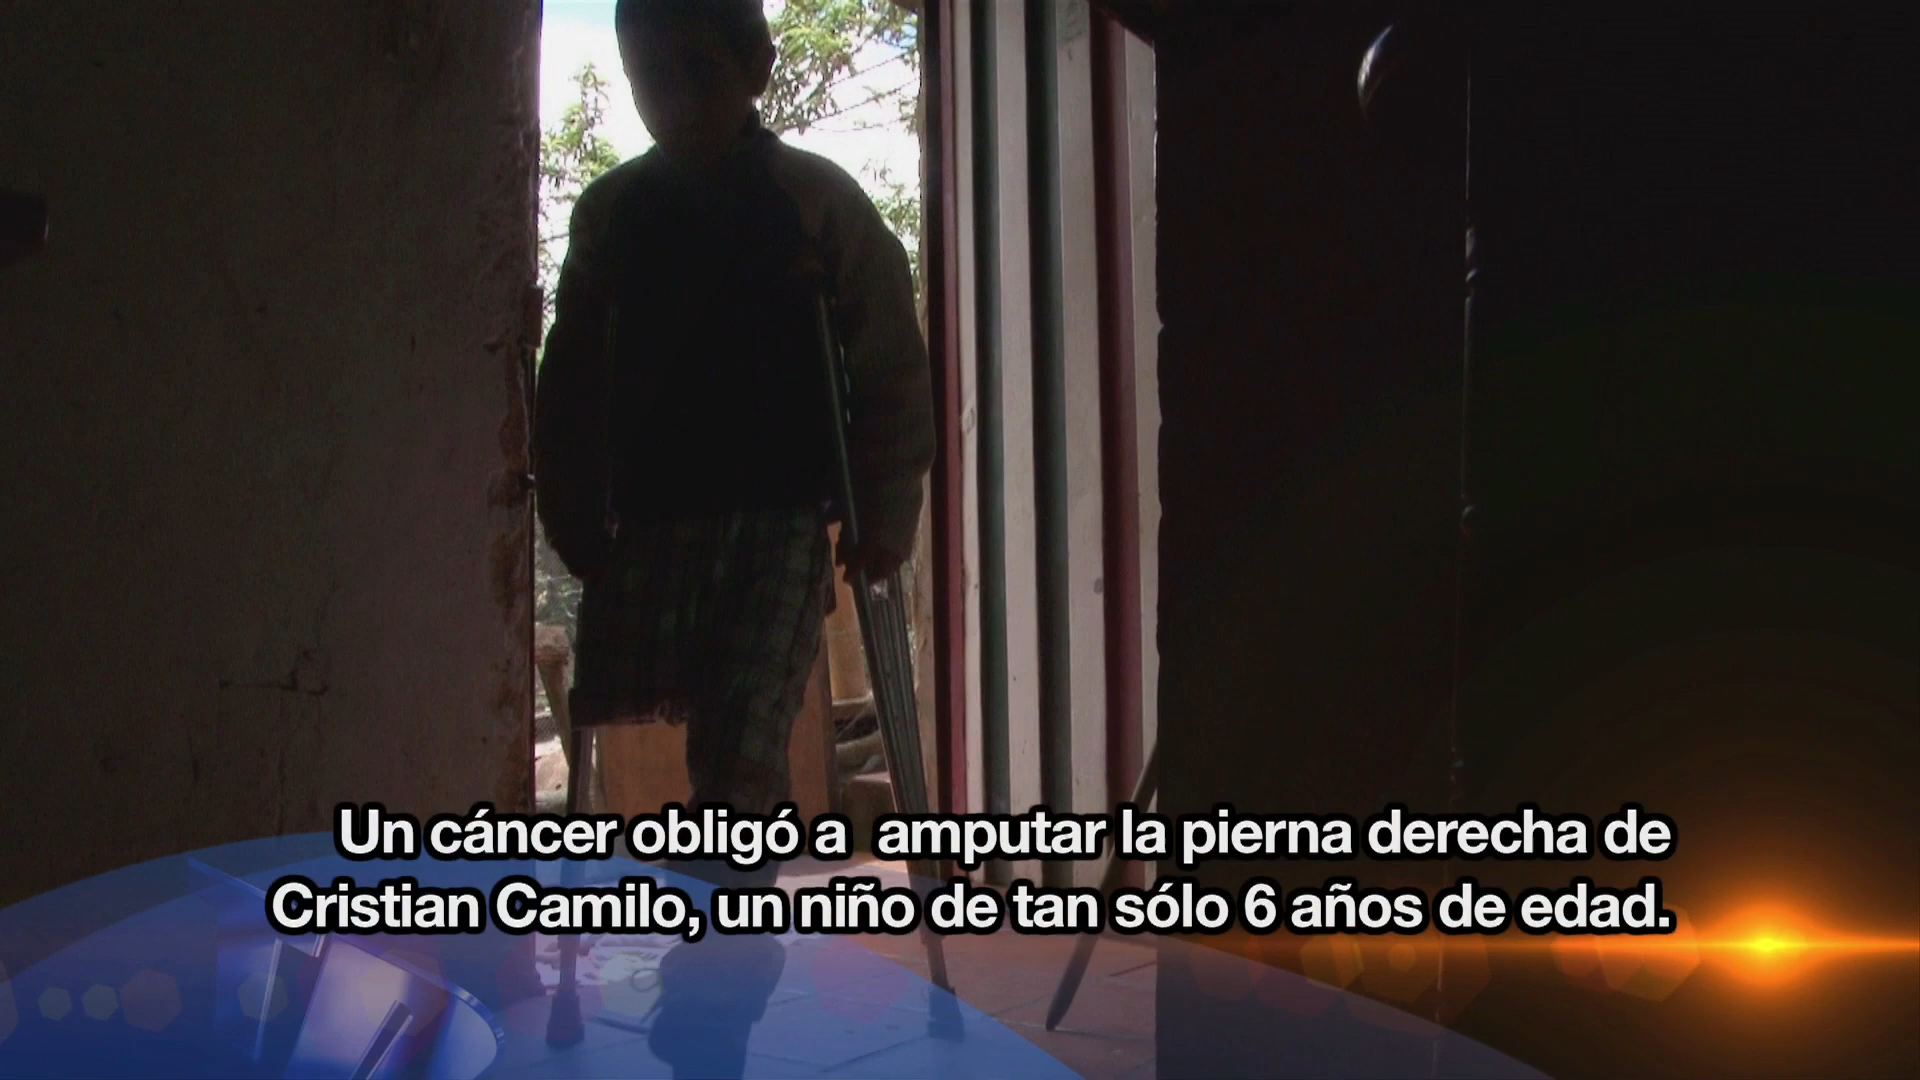 Un cáncer obligó a  amputar la pierna derecha de
Cristian Camilo, un niño de tan sólo 6 años de edad.